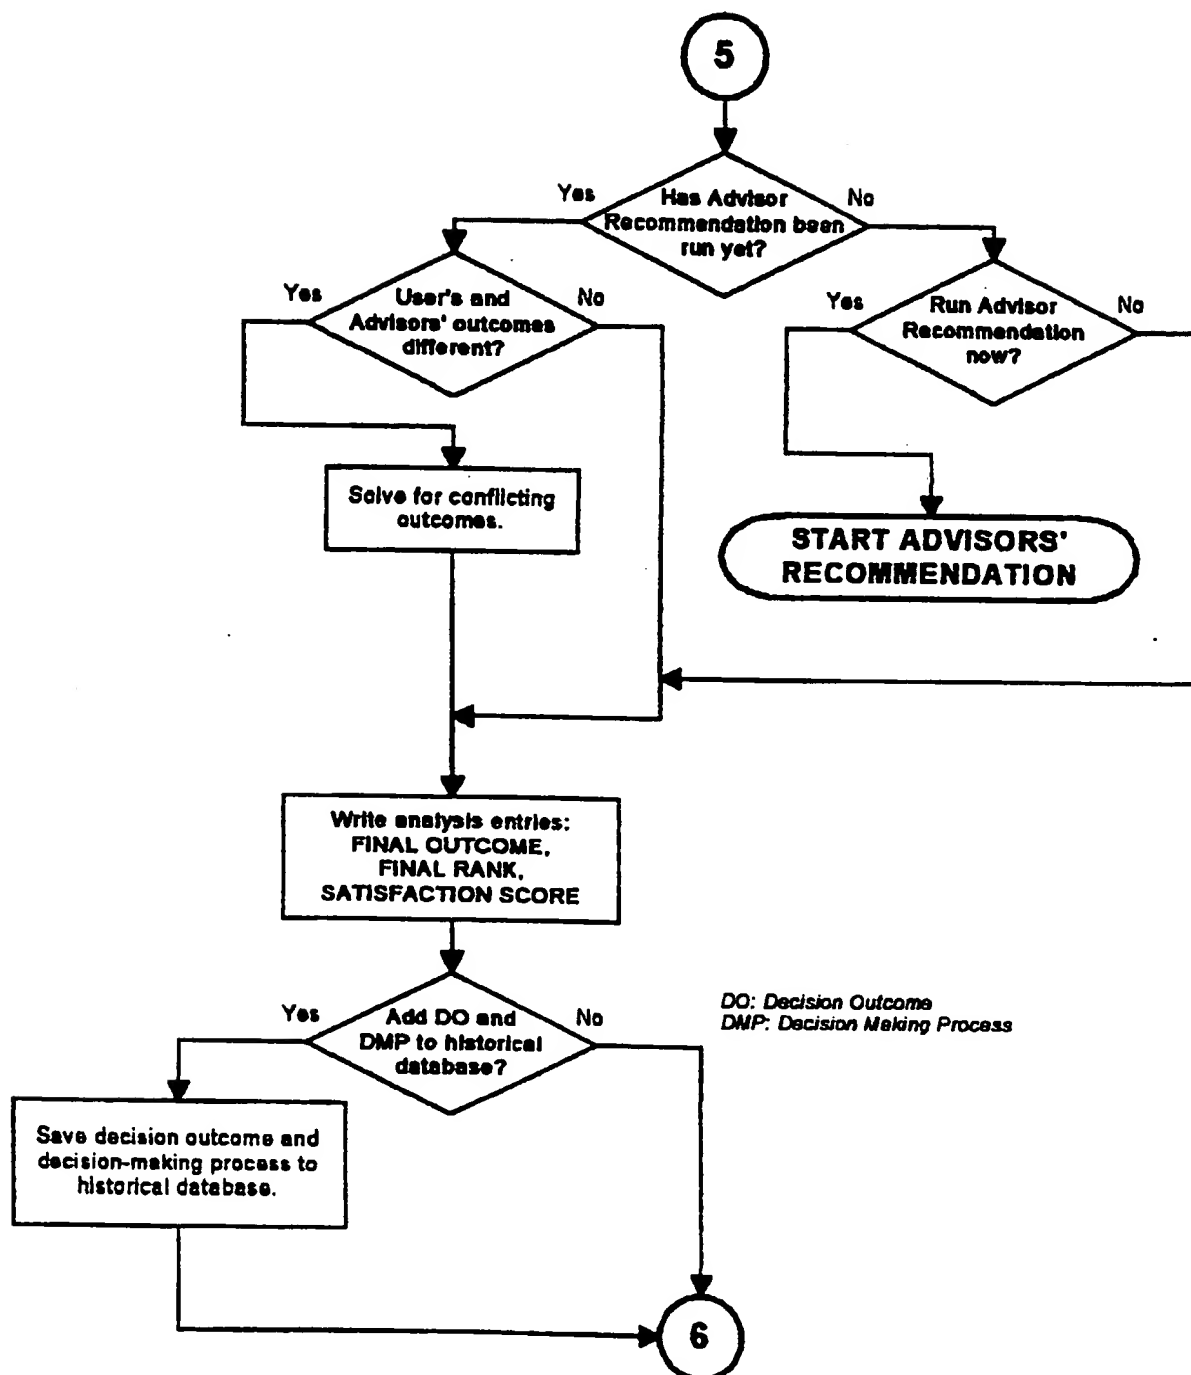 5
Yes
Has Advisor
Recommendation been
run yet?
No
Yes
User's and
Advisors' outcomes
different?
No
Yes
Run Advisor
Recommendation
now?
No
Solve for conflicting
outcomes.
START ADVISORS'
RECOMMENDATION
Write analysis entries:
FINAL OUTCOME,
FINAL RANK,
SATISFACTION SCORE
Yes
Add DO and
DMP to historical
database?
No
DO: Decision Outcome
DMP: Decision Making Process
Save decision outcome and
decision-making process to
historical database.
6